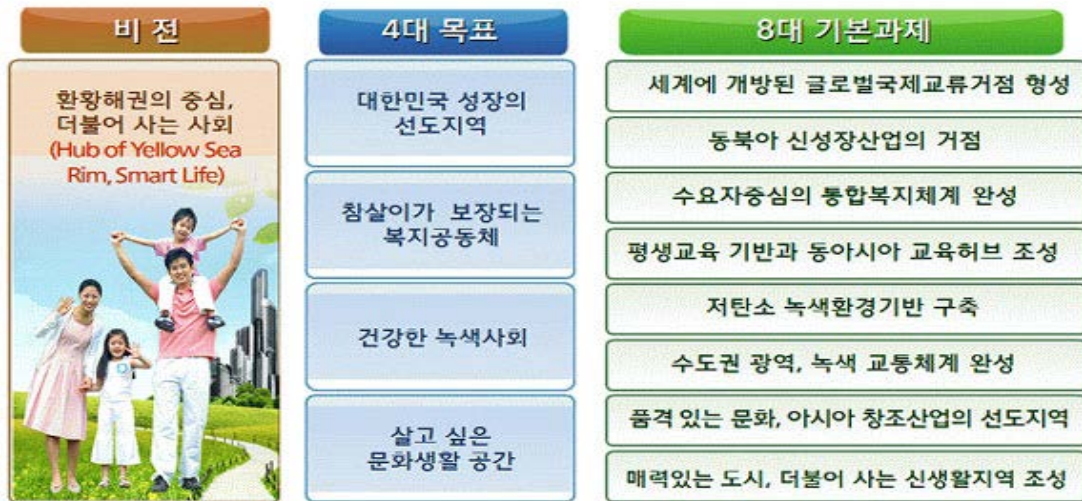 비 전
환황해권의 중심,
더불어 사는 사회
(Hub of Yellow Sea
Rim, Smart Life)
4대 목표
대한민국 성장의
선도지역
참살이가 보장되는
복지공동체
건강한 녹색사회
살고 싶은
문화생활 공간
8대 기본과제
세계에 개방된 글로벌국제교류거점 형성
동북아 신성장산업의 거점
수요자중심의 통합복지체계 완성
평생교육 기반과 동아시아 교육허브 조성
저탄소 녹색환경기반 구축
수도권 광역, 녹색 교통체계 완성
품격 있는 문화, 아시아 창조산업의 선도지역
매력있는 도시, 더불어 사는 신생활지역 조성